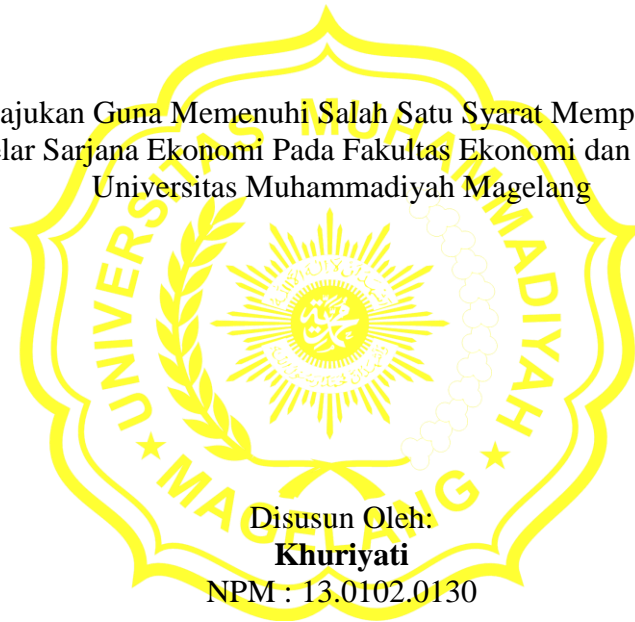 ajukan Guna Memenuhi Salah Satu Syarat Memp
lar Sarjana Ekonomi Pada Fakultas Ekonomi dan
Universitas Muhammadiyah Magelang
UNIVERSITAS MUHAMMADIYAH
MAGELANG
Disusun Oleh:
Khuriyati
NPM : 13.0102.0130